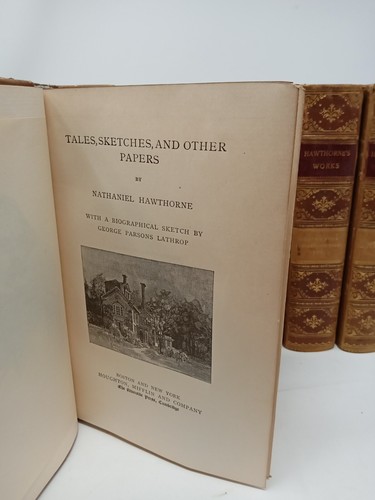 TALES, SKETCHES, AND OTHER
PAPERS
BY
NATHANIEL HAWTHORNE
WITH A BIOGRAPHICAL SKETCH BY
GEORGE PARSONS LATHROP
BOSTON AND NEW YORK
HOUGHTON, MIFFLIN AND COMPANY
The Riverside Press, Cambridge
HAWTHORNE'S
WORKS